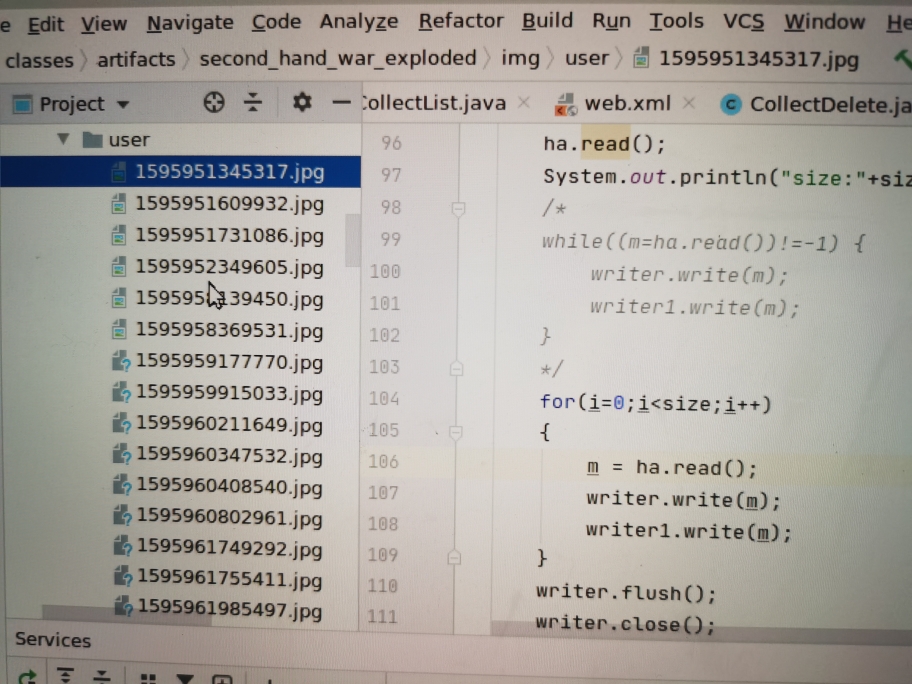 e Edit View Navigate Code Analyze Refactor Build Run Tools VCS Window He
classes artifacts second_hand_war_exploded img user 1595951345317.jpg
Project
CollectList.java web.xml CollectDelete.ja
user
1595951345317.jpg
1595951609932.jpg
1595951731086.jpg
1595952349605.jpg
1595958369531.jpg
1595959177770.jpg
1595959915033.jpg
1595960211649.jpg
1595960347532.jpg
1595960408540.jpg
1595960802961.jpg
1595961749292.jpg
1595961755411.jpg
1595961985497.jpg
96 ha.read();
97 System.out.println("size:"+siz
98 /*
99 while((m=ha.read())!=-1) {
100 writer.write(m);
101 writer1.write(m);
102 }
103 */
104 for(i=0;i<size;i++)
105 {
106 m = ha.read();
107 writer.write(m);
108 writer1.write(m);
109 }
110 writer.flush();
111 writer.close();
Services